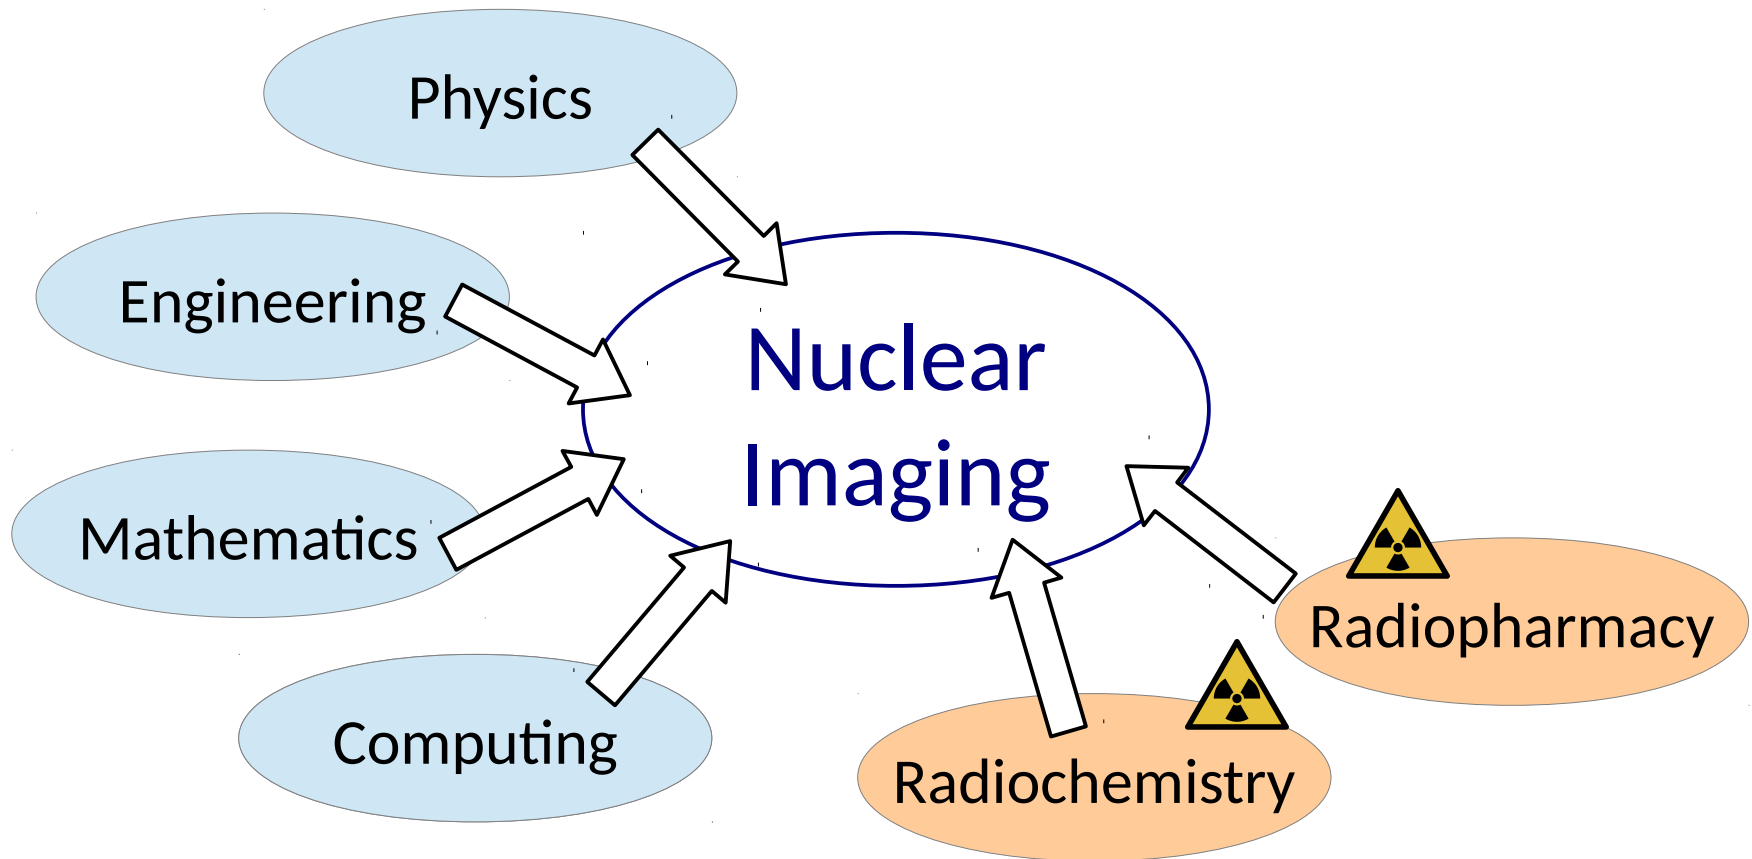 Physics
Engineering
Nuclear
Imaging
Mathematics
Radiopharmacy
Computing
Radiochemistry